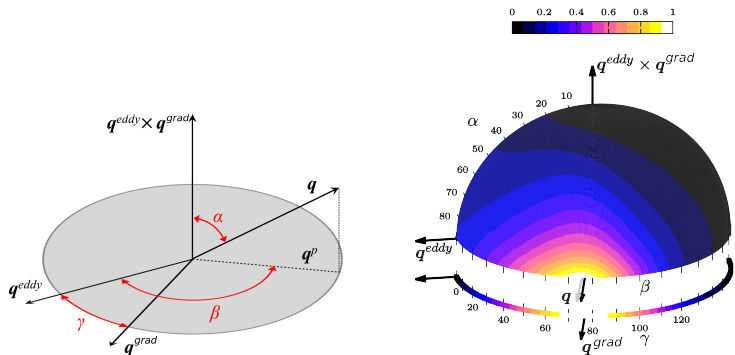 q^eddy × q^grad
α
q
q^p
q^eddy
β
γ
q^grad
0 0.2 0.4 0.6 0.8 1
q^eddy × q^grad
10
20
30
α
40
50
60
70
80
q^eddy
q
β
0
20
40
60
80
100
120
q^grad
γ